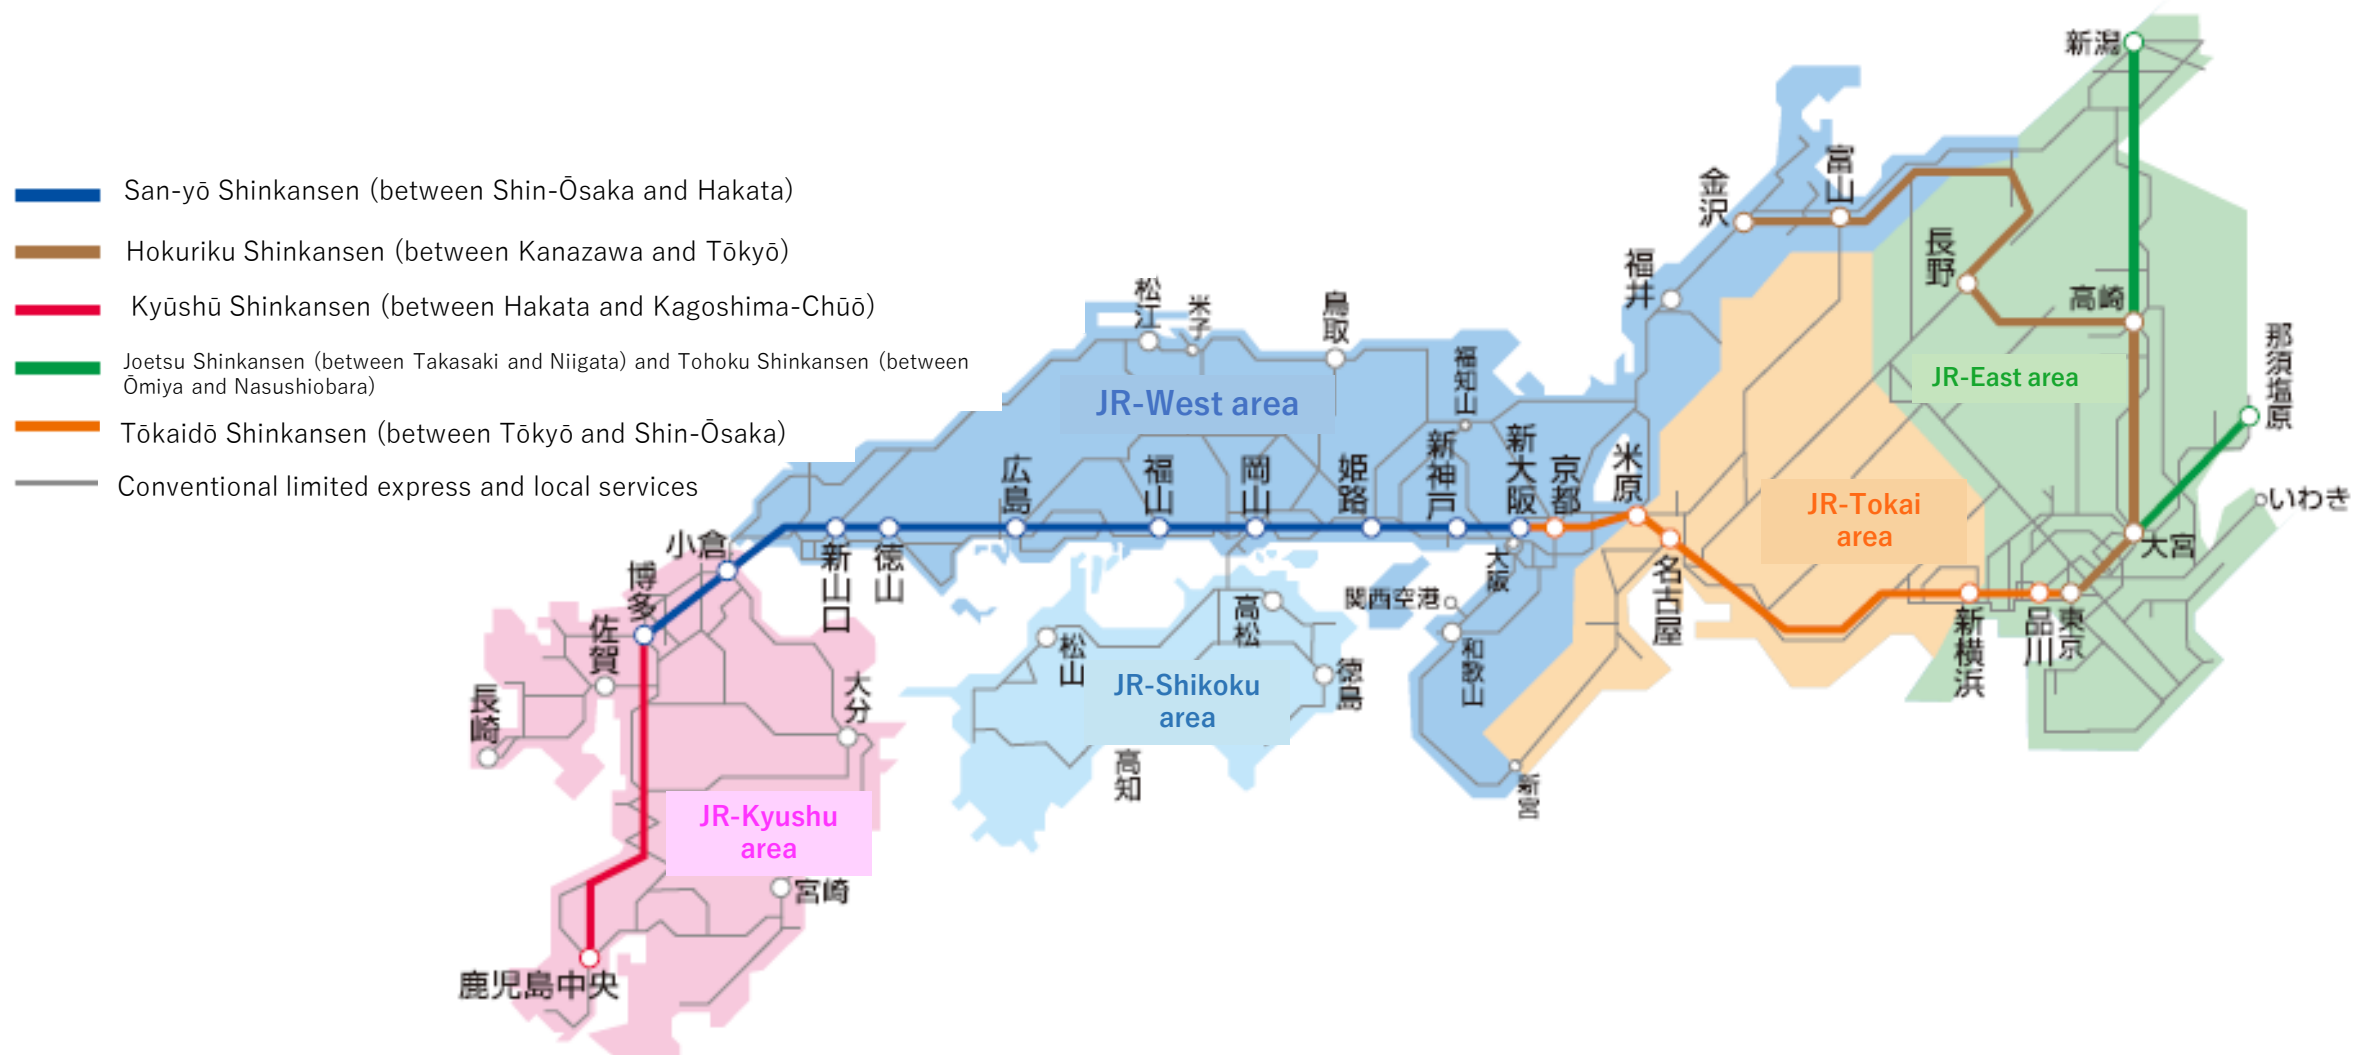 San-yō Shinkansen (between Shin-Ōsaka and Hakata)
Hokuriku Shinkansen (between Kanazawa and Tōkyō)
Kyūshū Shinkansen (between Hakata and Kagoshima-Chūō)
Joetsu Shinkansen (between Takasaki and Niigata) and Tohoku Shinkansen (between
Ōmiya and Nasushiobara)
Tōkaidō Shinkansen (between Tōkyō and Shin-Ōsaka)
Conventional limited express and local services
新潟
富山
金沢
長野
福井
高崎
那須塩原
松江
米子
鳥取
福知山
JR-East area
JR-West area
新大阪
新神戸
京都
米原
広島
福山
岡山
姫路
JR-Tokai
area
いわき
大宮
小倉
博多
新山口
徳山
大阪
関西空港
名古屋
新横浜
品川
東京
佐賀
高松
松山
和歌山
徳島
長崎
大分
JR-Shikoku
area
高知
新宮
JR-Kyushu
area
宮崎
鹿児島中央